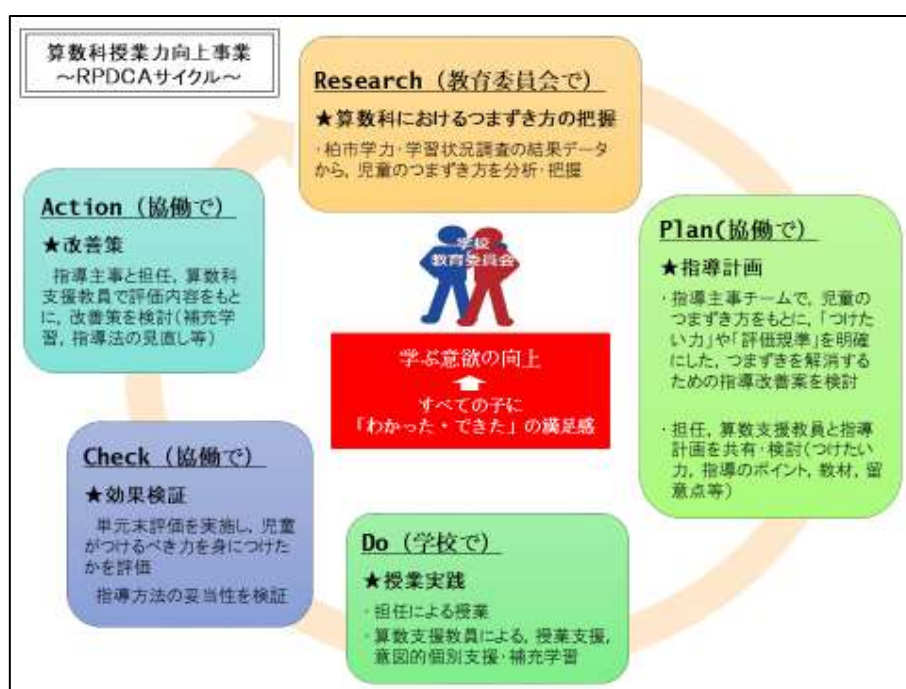 算数科授業力向上事業
～RPDCAサイクル～
Research（教育委員会で）
★算数科におけるつまずき方の把握
・柏市学力・学習状況調査の結果データ
から，児童のつまずき方を分析・把握
Plan(協働で）
★指導計画
・指導主事チームで，児童の
つまずき方をもとに，「つけた
い力」や「評価規準」を明確
にした，つまずきを解消する
ための指導改善案を検討
・担任，算数支援教員と指導
計画を共有・検討（つけたい
力，指導のポイント，教材，留
意点等）
Do（学校で）
★授業実践
・担任による授業
・算数支援教員による，授業支援，
意図的個別支援・補充学習
Check（協働で）
★効果検証
単元末評価を実施し，児童
がつけるべき力を身につけた
かを評価
指導方法の妥当性を検証
Action（協働で）
★改善策
指導主事と担任，算数科
支援教員で評価内容をもと
に，改善策を検討（補充学
習，指導法の見直し等）
学校
教育委員会
学ぶ意欲の向上
すべての子に
「わかった・できた」の満足感